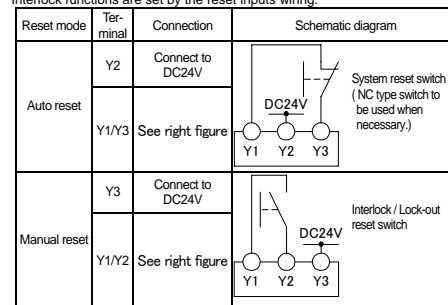 interlock functions are set by the reset inputs wiring.
Reset mode
Ter-
minal
Connection
Schematic diagram
Auto reset
Y2
Connect to
DC24V
Y1/Y3
See right figure
System reset switch
( NC type switch to
be used when
necessary.)
DC24V
Y1 Y2 Y3
Manual reset
Y3
Connect to
DC24V
Y1/Y2
See right figure
Interlock / Lock-out
reset switch
DC24V
Y1 Y2 Y3